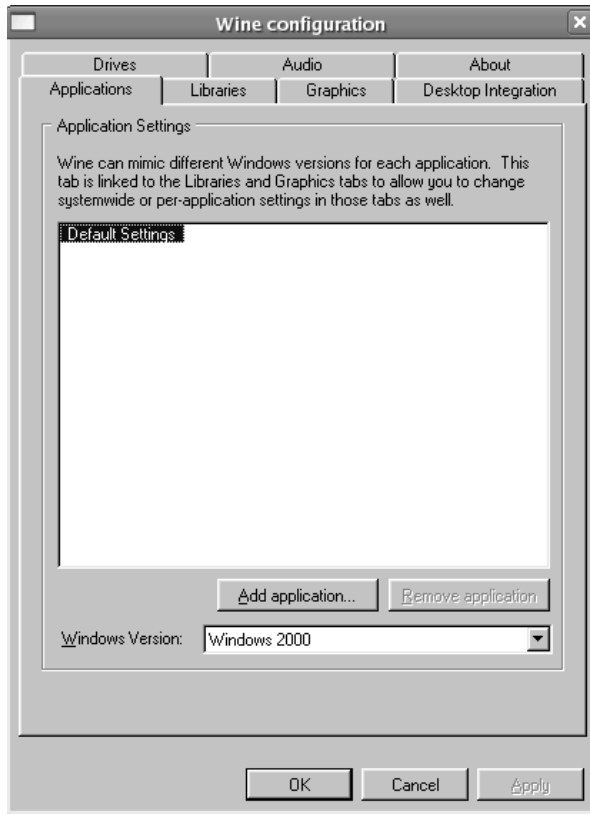 Wine configuration
Drives Audio About
Applications Libraries Graphics Desktop Integration
Application Settings
Wine can mimic different Windows versions for each application. This
tab is linked to the Libraries and Graphics tabs to allow you to change
systemwide or per-application settings in those tabs as well.
Default Settings
Add application... Remove application
Windows Version: Windows 2000
OK Cancel Apply